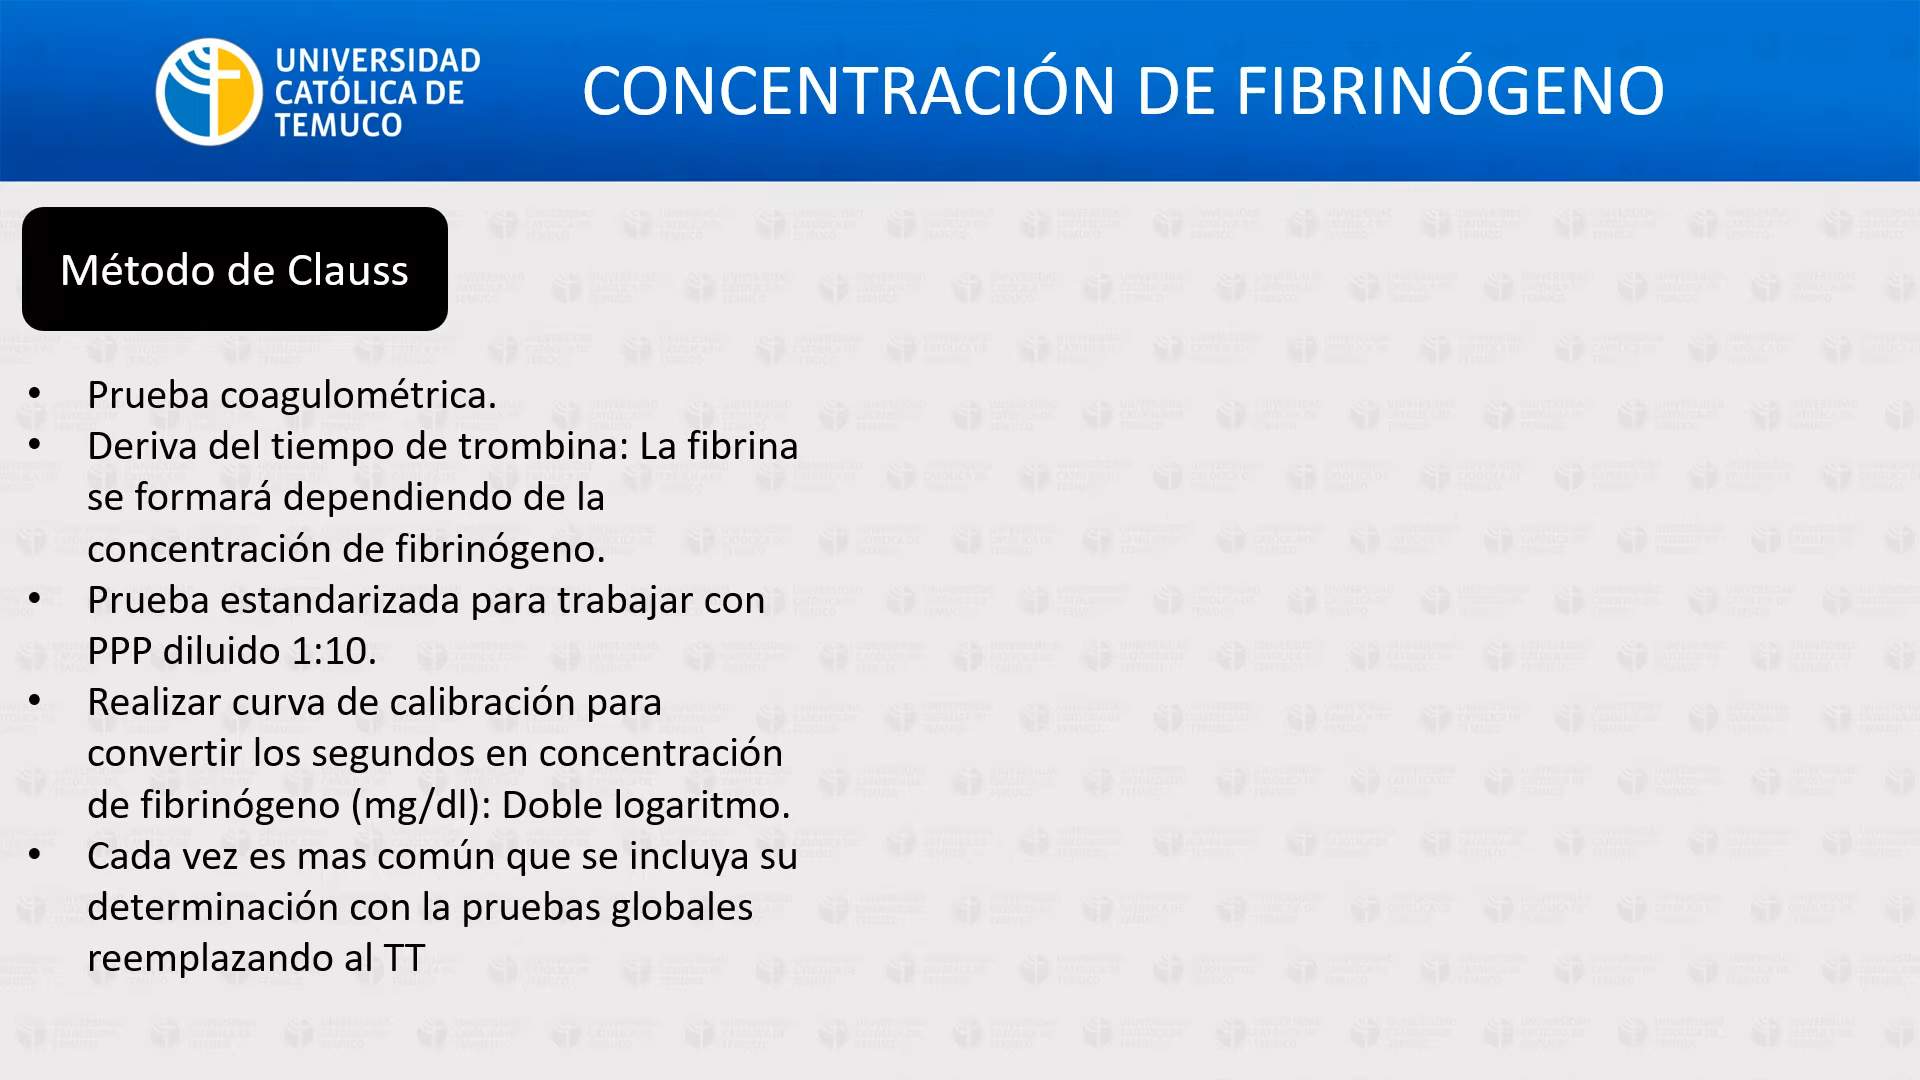 UNIVERSIDAD
CATÓLICA DE
TEMUCO
CONCENTRACIÓN DE FIBRINÓGENO
Método de Clauss
• Prueba coagulométrica.
• Deriva del tiempo de trombina: La fibrina
se formará dependiendo de la
concentración de fibrinógeno.
• Prueba estandarizada para trabajar con
PPP diluido 1:10.
• Realizar curva de calibración para
convertir los segundos en concentración
de fibrinógeno (mg/dl): Doble logaritmo.
• Cada vez es mas común que se incluya su
determinación con la pruebas globales
reemplazando al TT